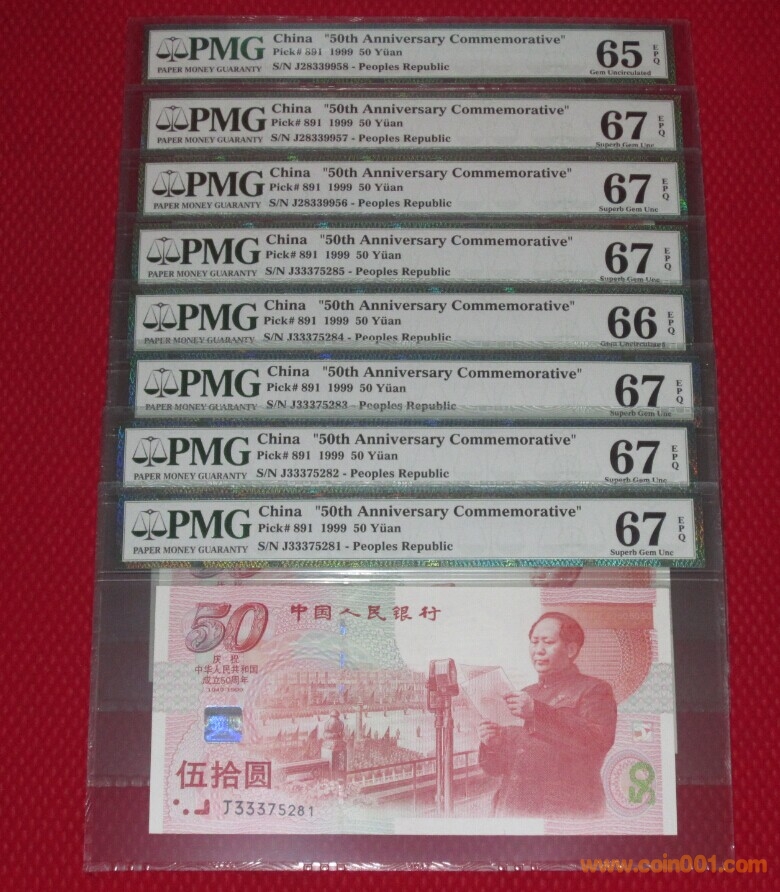 PMG
PAPER MONEY GUARANTY
China "50th Anniversary Commemorative"
Pick# 891 1999 50 Yüan
S/N J28339958 - Peoples Republic
65 EPQ
Gem Uncirculated
PMG
PAPER MONEY GUARANTY
China "50th Anniversary Commemorative"
Pick# 891 1999 50 Yüan
S/N J28339957 - Peoples Republic
67 EPQ
Superb Gem Unc
PMG
PAPER MONEY GUARANTY
China "50th Anniversary Commemorative"
Pick# 891 1999 50 Yüan
S/N J28339956 - Peoples Republic
67 EPQ
Superb Gem Unc
PMG
PAPER MONEY GUARANTY
China "50th Anniversary Commemorative"
Pick# 891 1999 50 Yüan
S/N J33375285 - Peoples Republic
67 EPQ
Superb Gem Unc
PMG
PAPER MONEY GUARANTY
China "50th Anniversary Commemorative"
Pick# 891 1999 50 Yüan
S/N J33375284 - Peoples Republic
66 EPQ
Gem Uncirculated
PMG
PAPER MONEY GUARANTY
China "50th Anniversary Commemorative"
Pick# 891 1999 50 Yüan
S/N J33375283 - Peoples Republic
67 EPQ
Superb Gem Unc
PMG
PAPER MONEY GUARANTY
China "50th Anniversary Commemorative"
Pick# 891 1999 50 Yüan
S/N J33375282 - Peoples Republic
67 EPQ
Superb Gem Unc
PMG
PAPER MONEY GUARANTY
China "50th Anniversary Commemorative"
Pick# 891 1999 50 Yüan
S/N J33375281 - Peoples Republic
67 EPQ
Superb Gem Unc
50
中国人民银行
庆祝
中华人民共和国
成立50周年
1949-1999
伍拾圆
J33375281
50
www.coin001.com